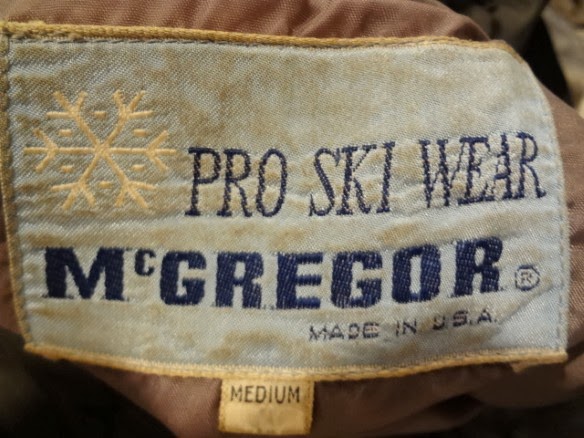 PRO SKI WEAR
McGREGOR ®
MADE IN U.S.A.
MEDIUM